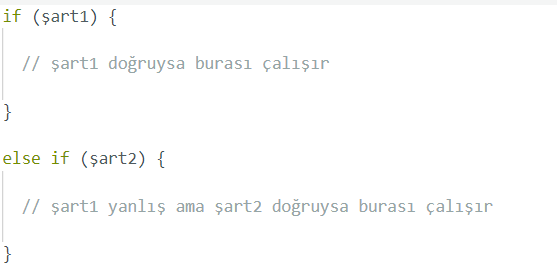 if (şart1) {
// şart1 doğruysa burası çalışır
}
else if (şart2) {
// şart1 yanlış ama şart2 doğruysa burası çalışır
}